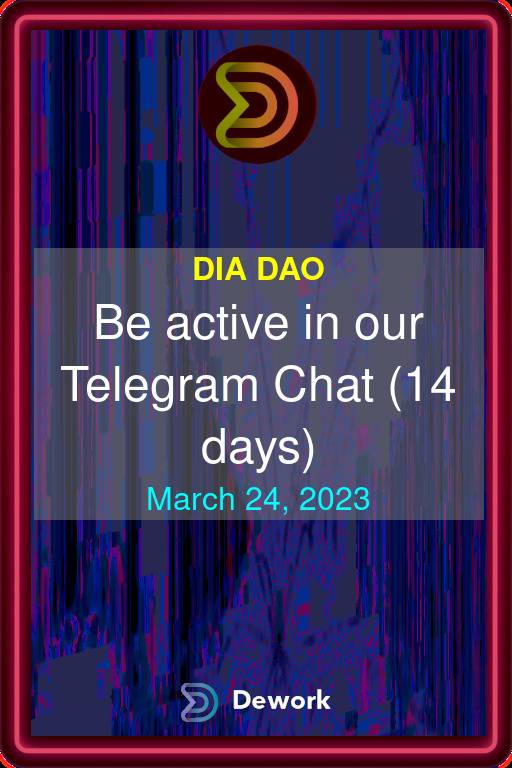 DIA DAO
Be active in our
Telegram Chat (14
days)
March 24, 2023
Dework